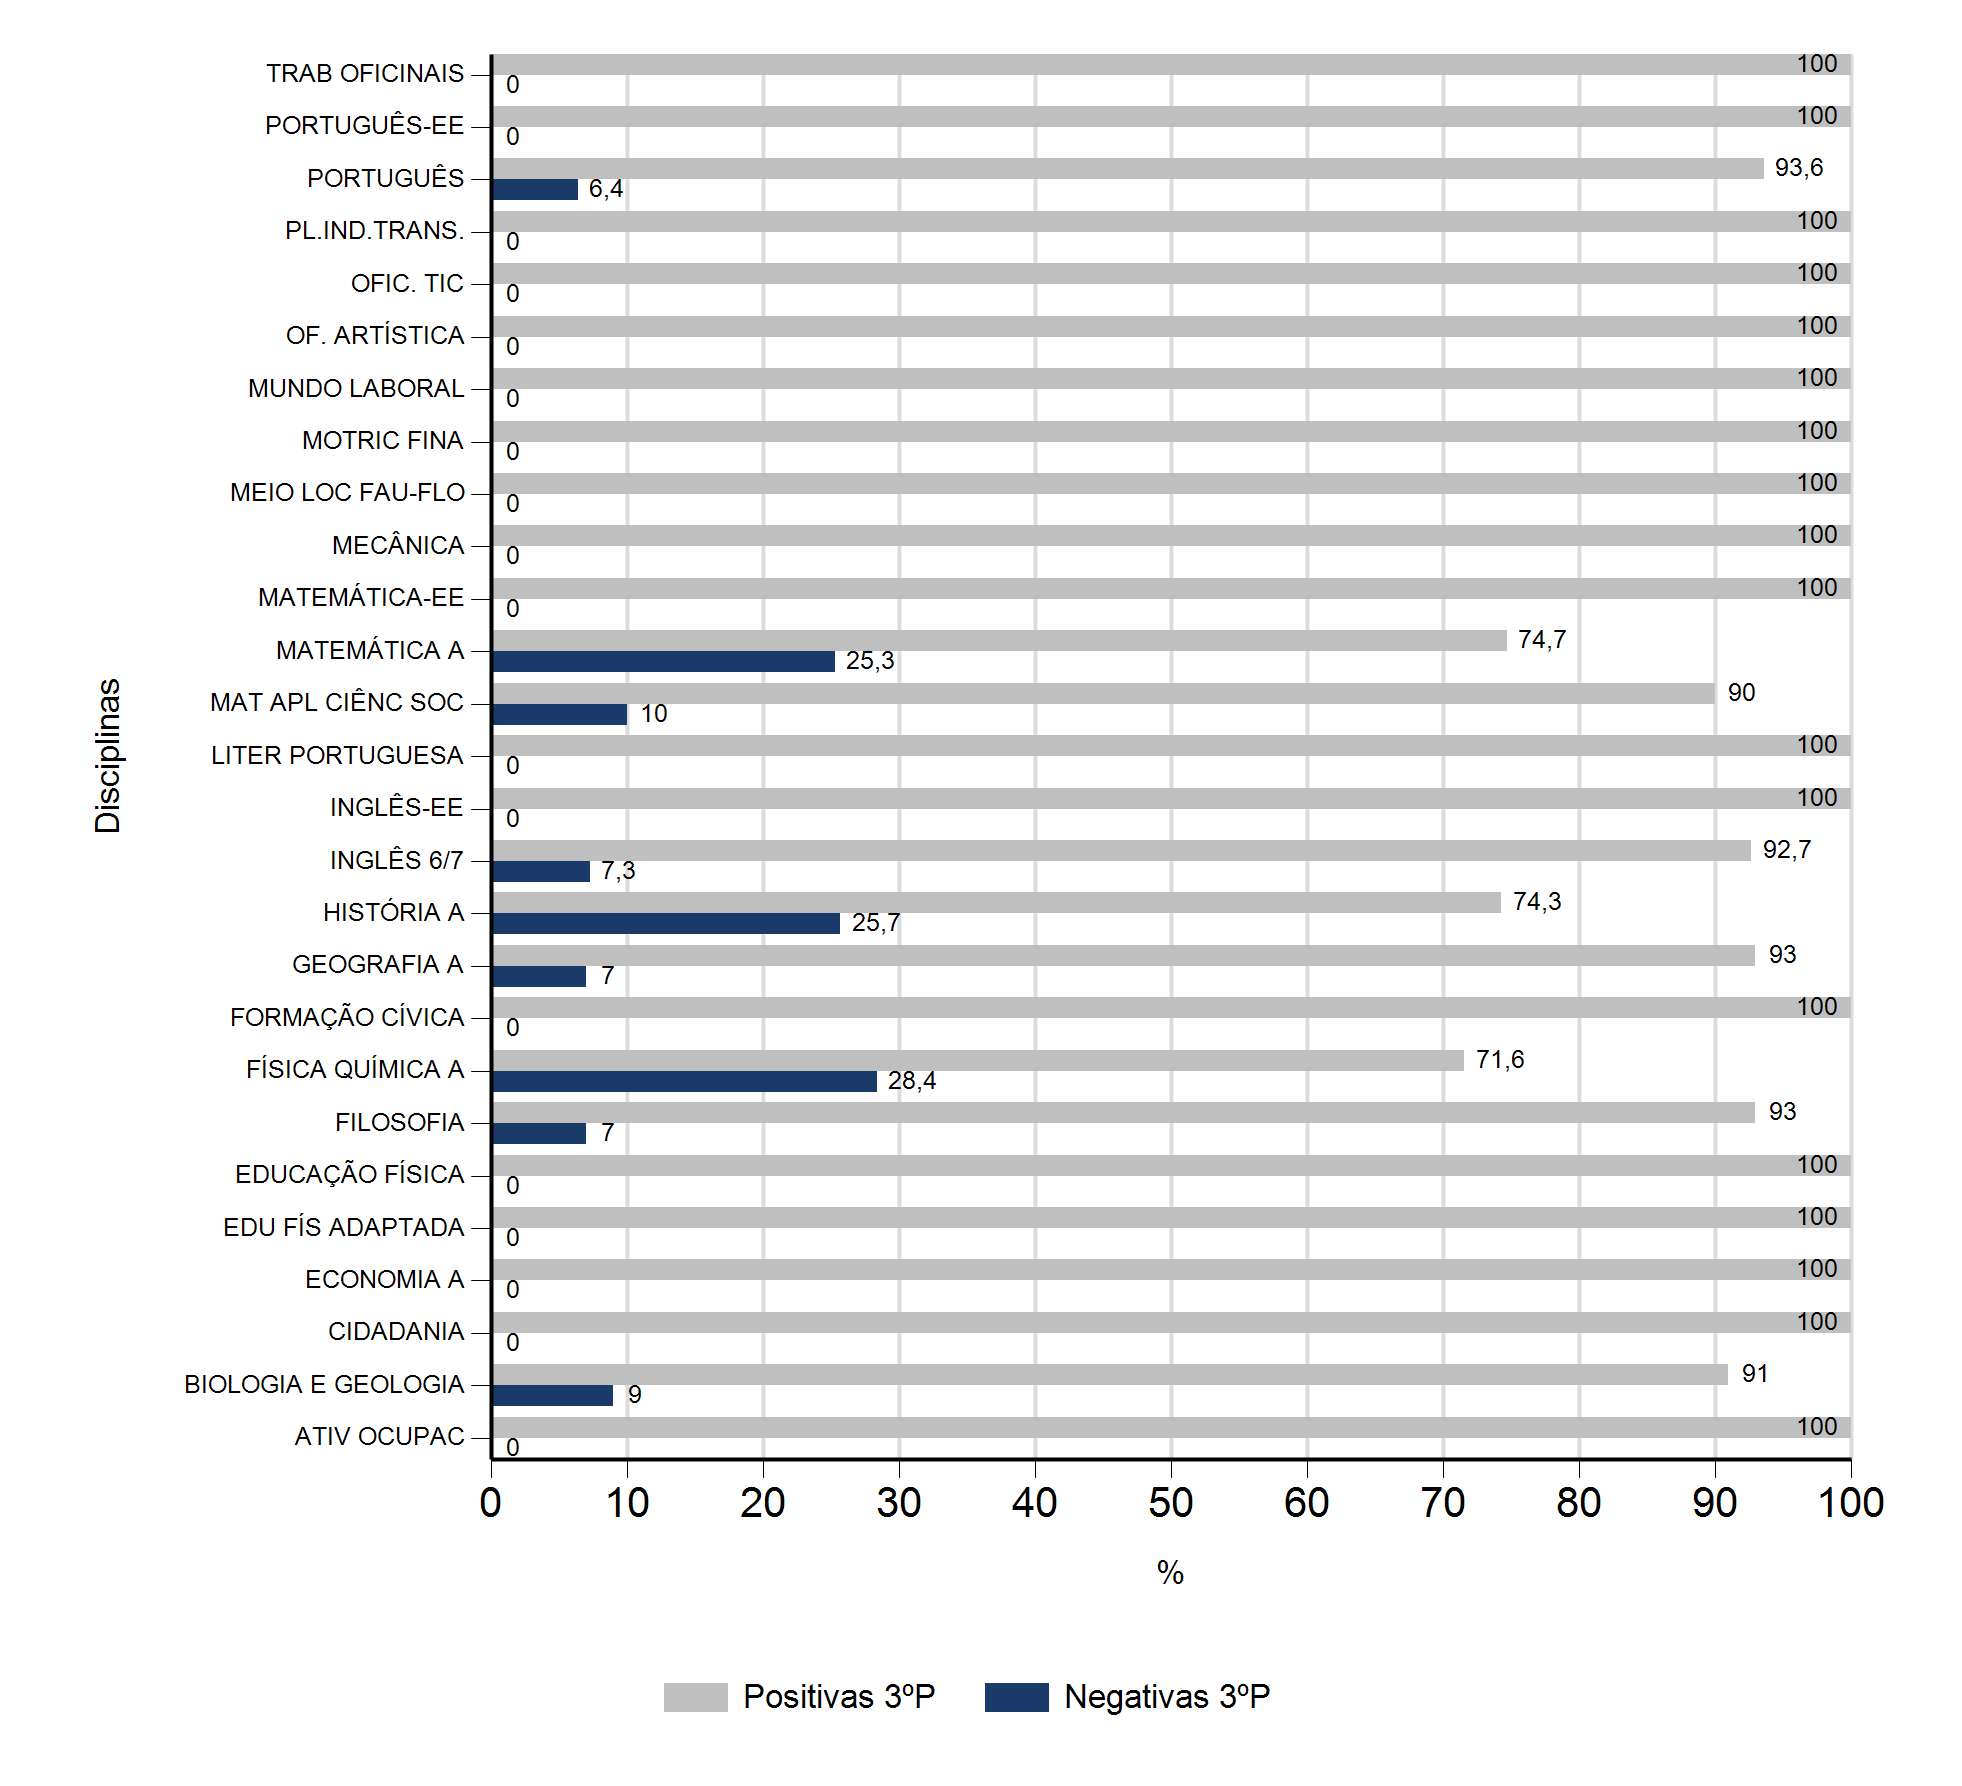 TRAB OFICINAIS 100
0
PORTUGUÊS-EE 100
0
PORTUGUÊS 93,6
6,4
PL.IND.TRANS. 100
0
OFIC. TIC 100
0
OF. ARTÍSTICA 100
0
MUNDO LABORAL 100
0
MOTRIC FINA 100
0
MEIO LOC FAU-FLO 100
0
MECÂNICA 100
0
MATEMÁTICA-EE 100
0
MATEMÁTICA A 74,7
25,3
MAT APL CIÊNC SOC 90
10
LITER PORTUGUESA 100
0
INGLÊS-EE 100
0
INGLÊS 6/7 92,7
7,3
HISTÓRIA A 74,3
25,7
GEOGRAFIA A 93
7
FORMAÇÃO CÍVICA 100
0
FÍSICA QUÍMICA A 71,6
28,4
FILOSOFIA 93
7
EDUCAÇÃO FÍSICA 100
0
EDU FÍS ADAPTADA 100
0
ECONOMIA A 100
0
CIDADANIA 100
0
BIOLOGIA E GEOLOGIA 91
9
ATIV OCUPAC 100
0
Disciplinas
0 10 20 30 40 50 60 70 80 90 100
%
Positivas 3ºP Negativas 3ºP